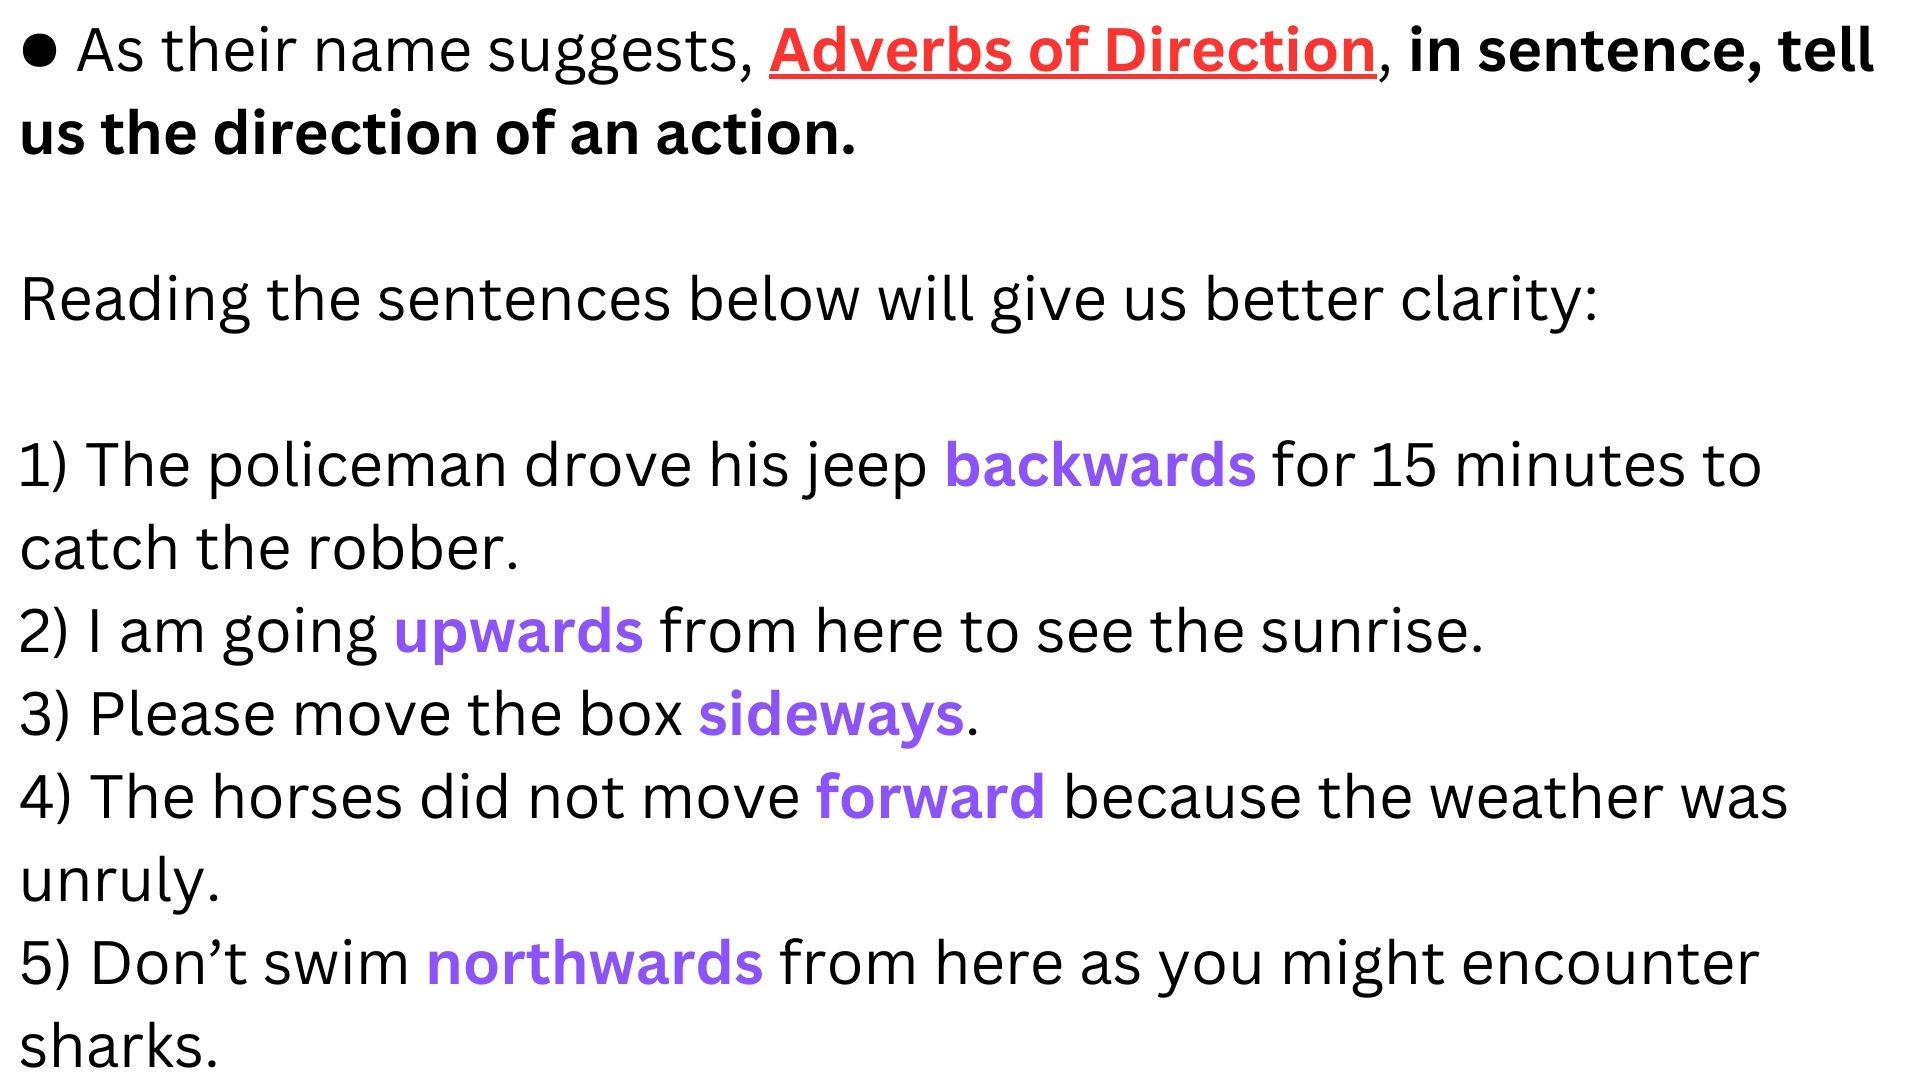 ● As their name suggests, Adverbs of Direction, in sentence, tell
us the direction of an action.
Reading the sentences below will give us better clarity:
1) The policeman drove his jeep backwards for 15 minutes to
catch the robber.
2) I am going upwards from here to see the sunrise.
3) Please move the box sideways.
4) The horses did not move forward because the weather was
unruly.
5) Don’t swim northwards from here as you might encounter
sharks.